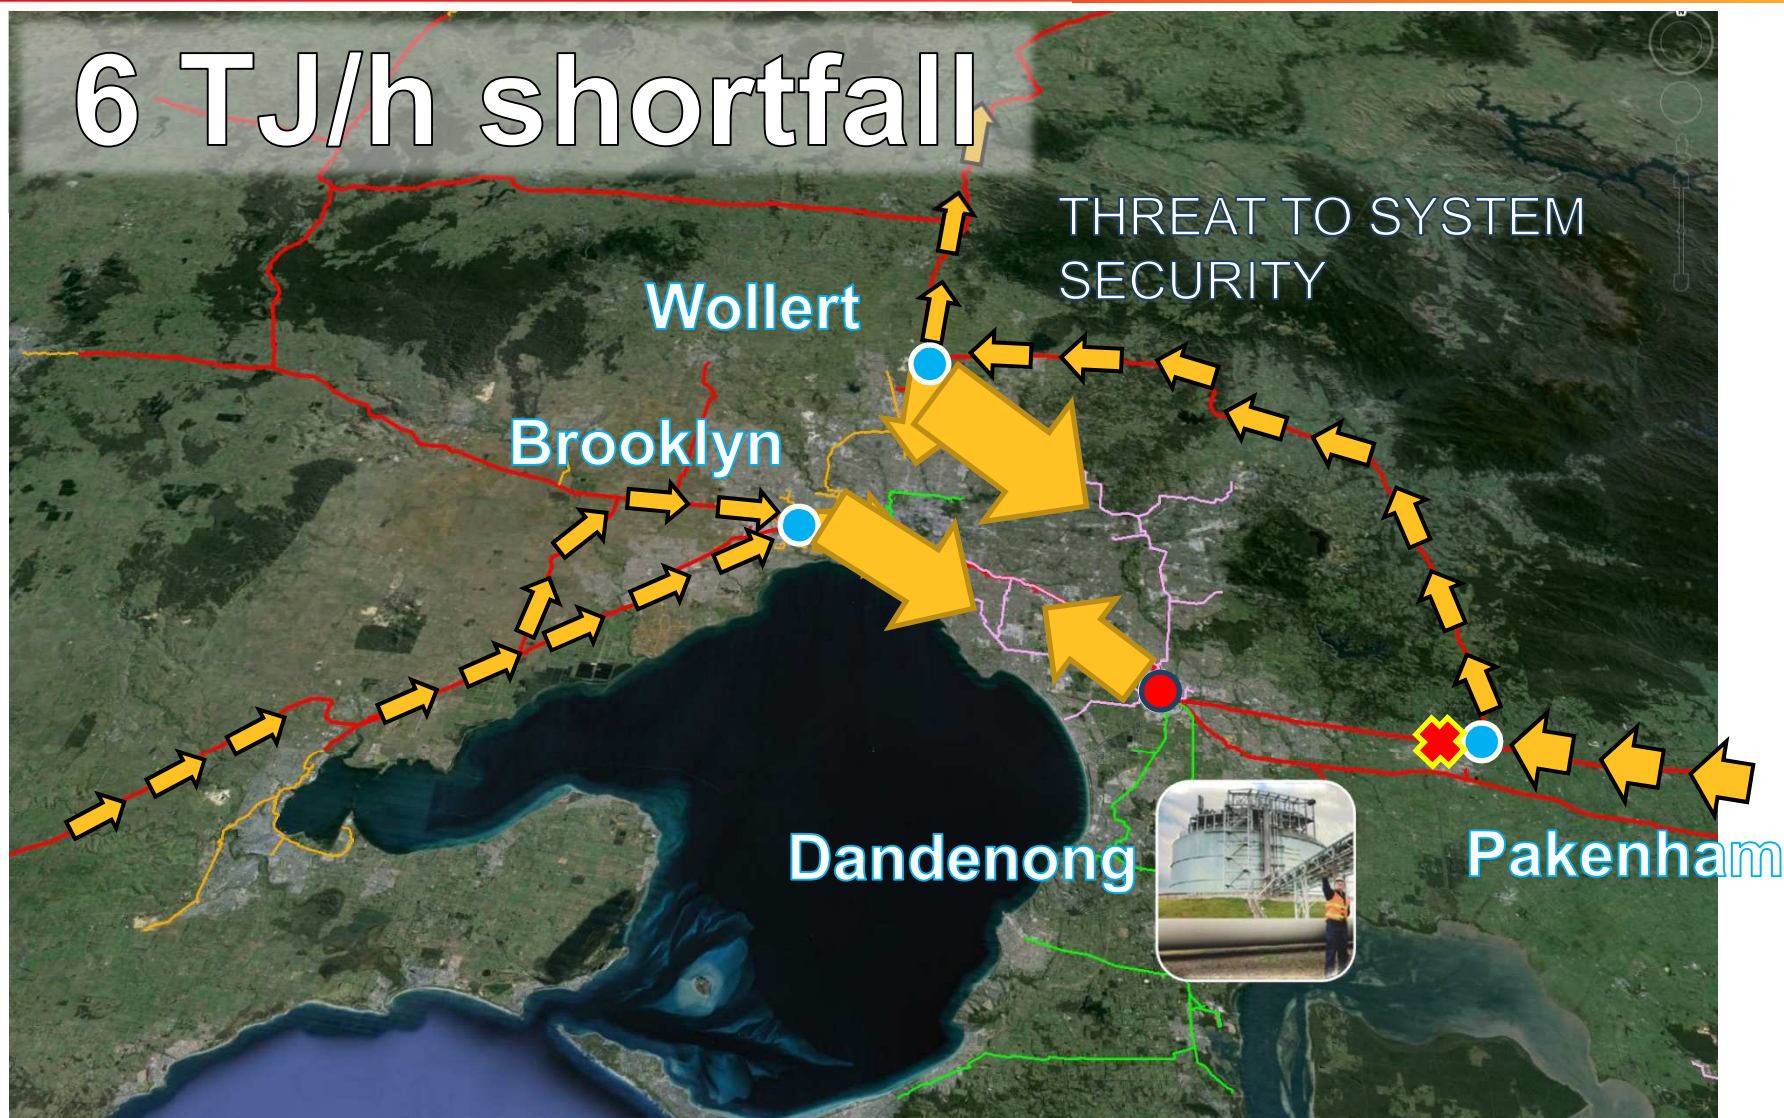 6 TJ/h shortfall
THREAT TO SYSTEM
SECURITY
Wollert
Brooklyn
Dandenong
Pakenham